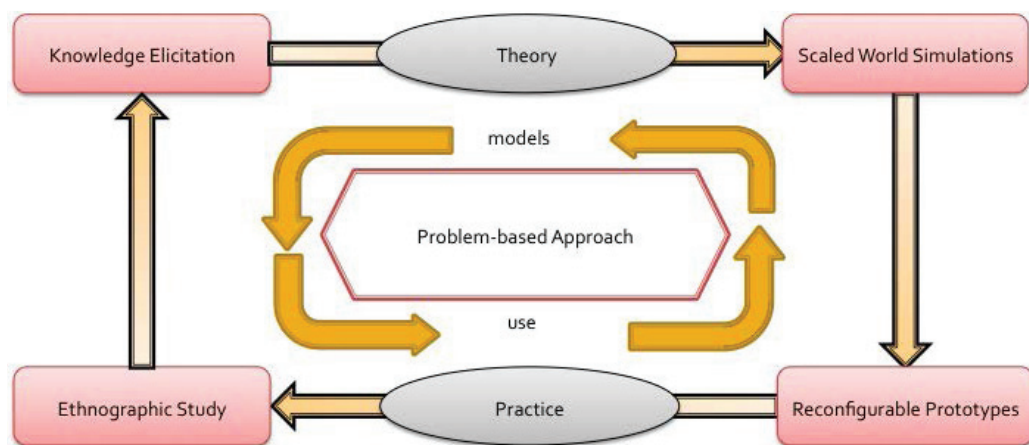 Knowledge Elicitation
Theory
Scaled World Simulations
models
Problem-based Approach
use
Ethnographic Study
Practice
Reconfigurable Prototypes